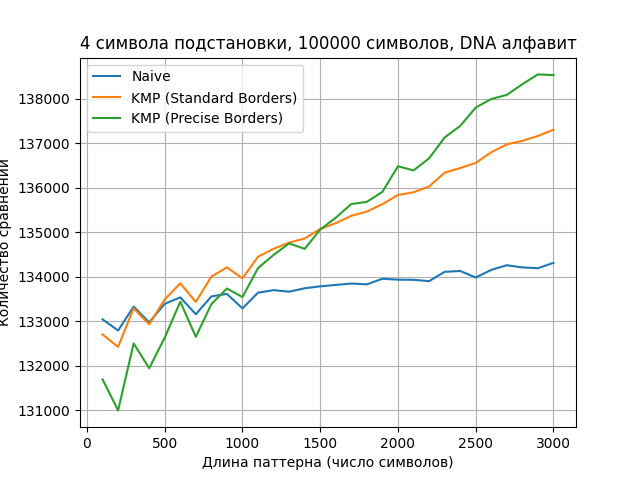 4 символа подстановки, 100000 символов, DNA алфавит
Naive
KMP (Standard Borders)
KMP (Precise Borders)
Количество сравнений
138000
137000
136000
135000
134000
133000
132000
131000
0
500
1000
1500
2000
2500
3000
Длина паттерна (число символов)